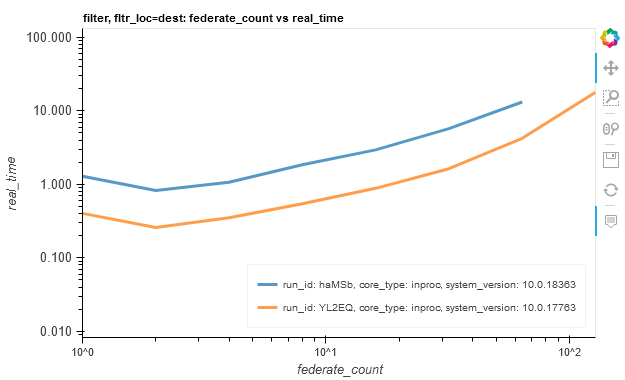 filter, fltr_loc=dest: federate_count vs real_time
100.000
10.000
1.000
0.100
0.010
real_time
run_id: haMSb, core_type: inproc, system_version: 10.0.18363
run_id: YL2EQ, core_type: inproc, system_version: 10.0.17763
10^0
10^1
10^2
federate_count